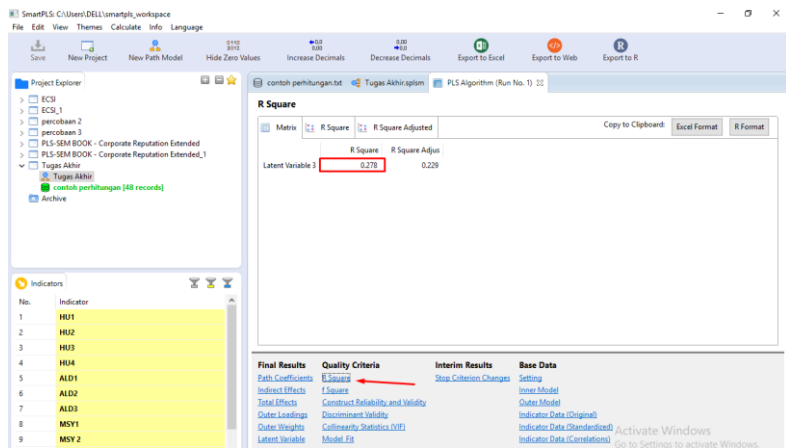 SmartPLS: C:\Users\DELL\smartpls_workspace
File Edit View Themes Calculate Info Language
Save New Project New Path Model Hide Zero Values Increase Decimals Decrease Decimals Export to Excel Export to Web Export to R
Project Explorer
ECSI
ECSI_1
percobaan 2
percobaan 3
PLS-SEM BOOK - Corporate Reputation Extended
PLS-SEM BOOK - Corporate Reputation Extended_1
Tugas Akhir
Tugas Akhir
contoh perhitungan [48 records]
Archive
Indicators
No. Indicator
1 HU1
2 HU2
3 HU3
4 HU4
5 ALD1
6 ALD2
7 ALD3
8 MSY1
9 MSY 2
contoh perhitungan.txt Tugas Akhir.splsm PLS Algorithm (Run No. 1)
R Square
Matrix R Square R Square Adjusted Copy to Clipboard: Excel Format R Format
R Square R Square Adjus
Latent Variable 3 0.278 0.229
Final Results Quality Criteria Interim Results Base Data
Path Coefficients R Square Stop Criterion Changes Setting
Indirect Effects f Square Inner Model
Total Effects Construct Reliability and Validity Outer Model
Outer Loadings Discriminant Validity Indicator Data (Original)
Outer Weights Collinearity Statistics (VIF) Indicator Data (Standardized)
Latent Variable Model Fit Indicator Data (Correlations)
Activate Windows
Go to Settings to activate Windows.